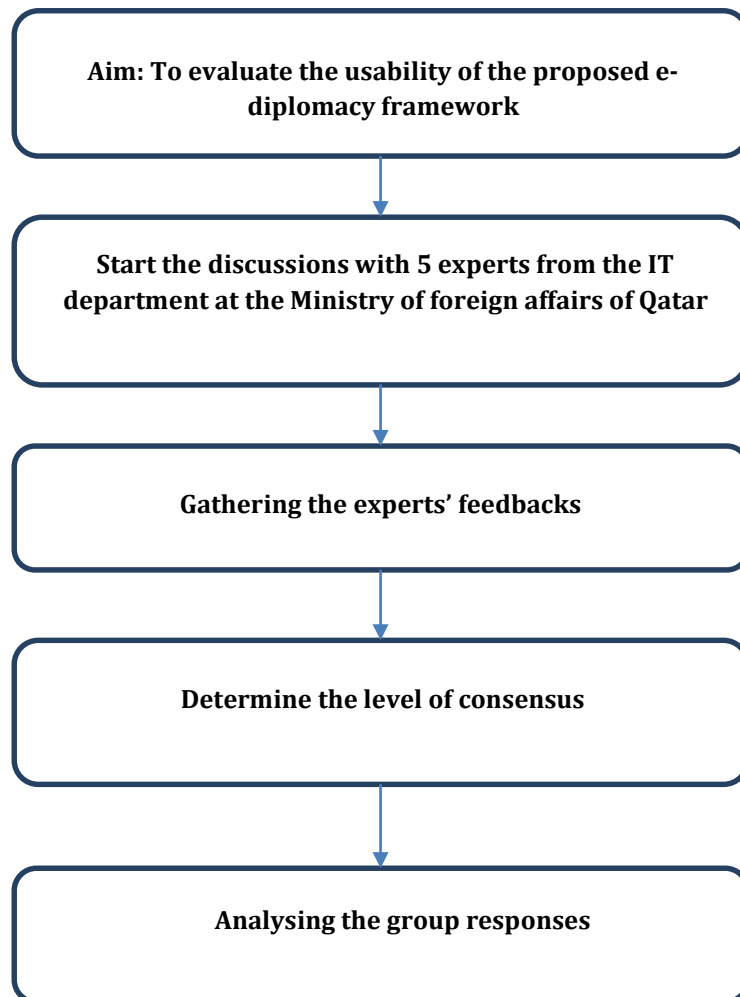 Aim: To evaluate the usability of the proposed e-
diplomacy framework
Start the discussions with 5 experts from the IT
department at the Ministry of foreign affairs of Qatar
Gathering the experts’ feedbacks
Determine the level of consensus
Analysing the group responses